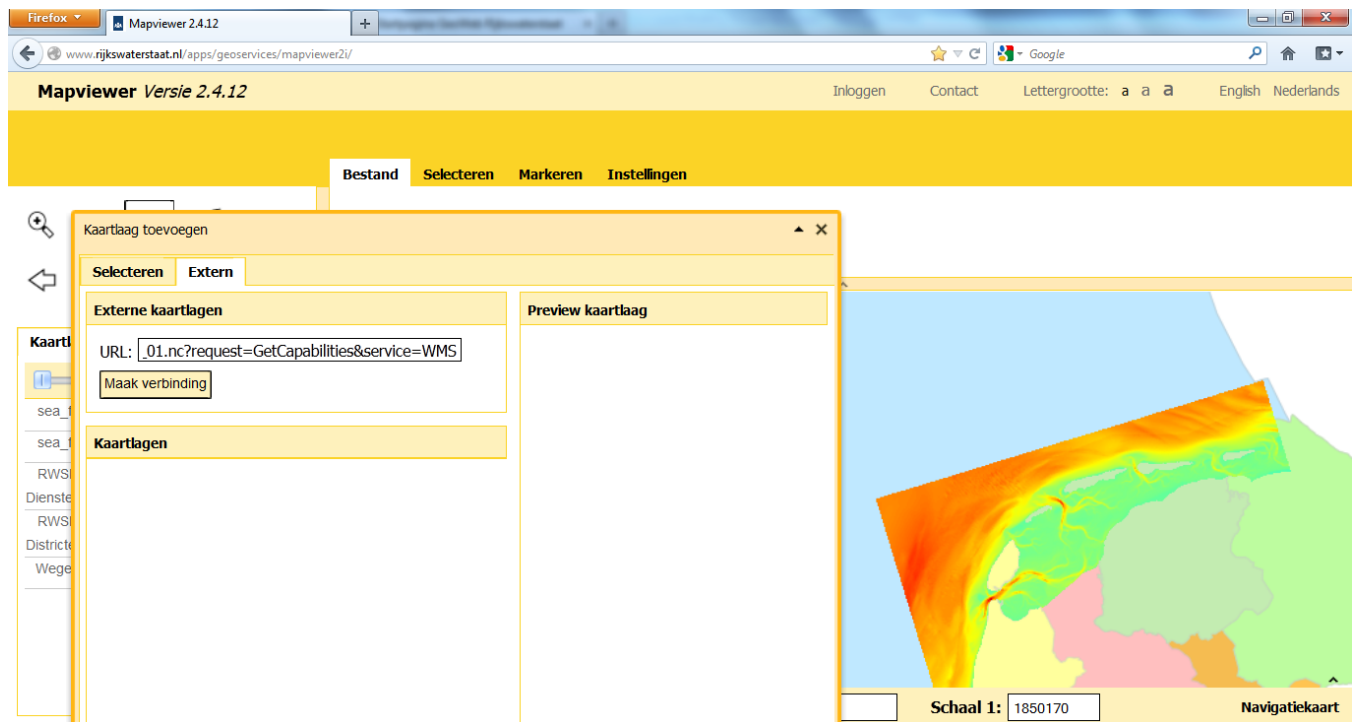 Firefox
Mapviewer 2.4.12
+
www.rijkswaterstaat.nl/apps/geoservices/mapviewer2i/
Google
Mapviewer Versie 2.4.12
Inloggen Contact Lettergrootte: a a a English Nederlands
Bestand Selecteren Markeren Instellingen
Kaartlaag toevoegen
Selecteren Extern
Externe kaartlagen
Preview kaartlaag
URL: _01.nc?request=GetCapabilities&service=WMS
Maak verbinding
Kaartlagen
Kaartl
sea_f
sea_f
RWS
Dienste
RWS
Districte
Wege
Schaal 1: 1850170
Navigatiekaart